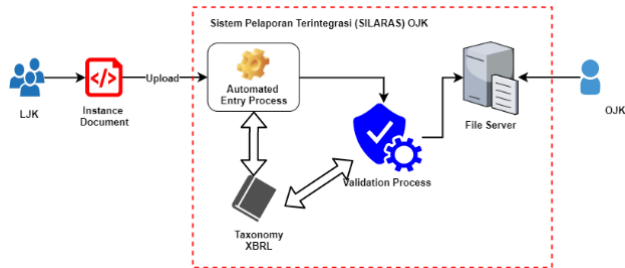 Sistem Pelaporan Terintegrasi (SILARAS) OJK
Automated
Entry Process
Upload
LJK
Instance
Document
File Server
OJK
Validation Process
Taxonomy
XBRL